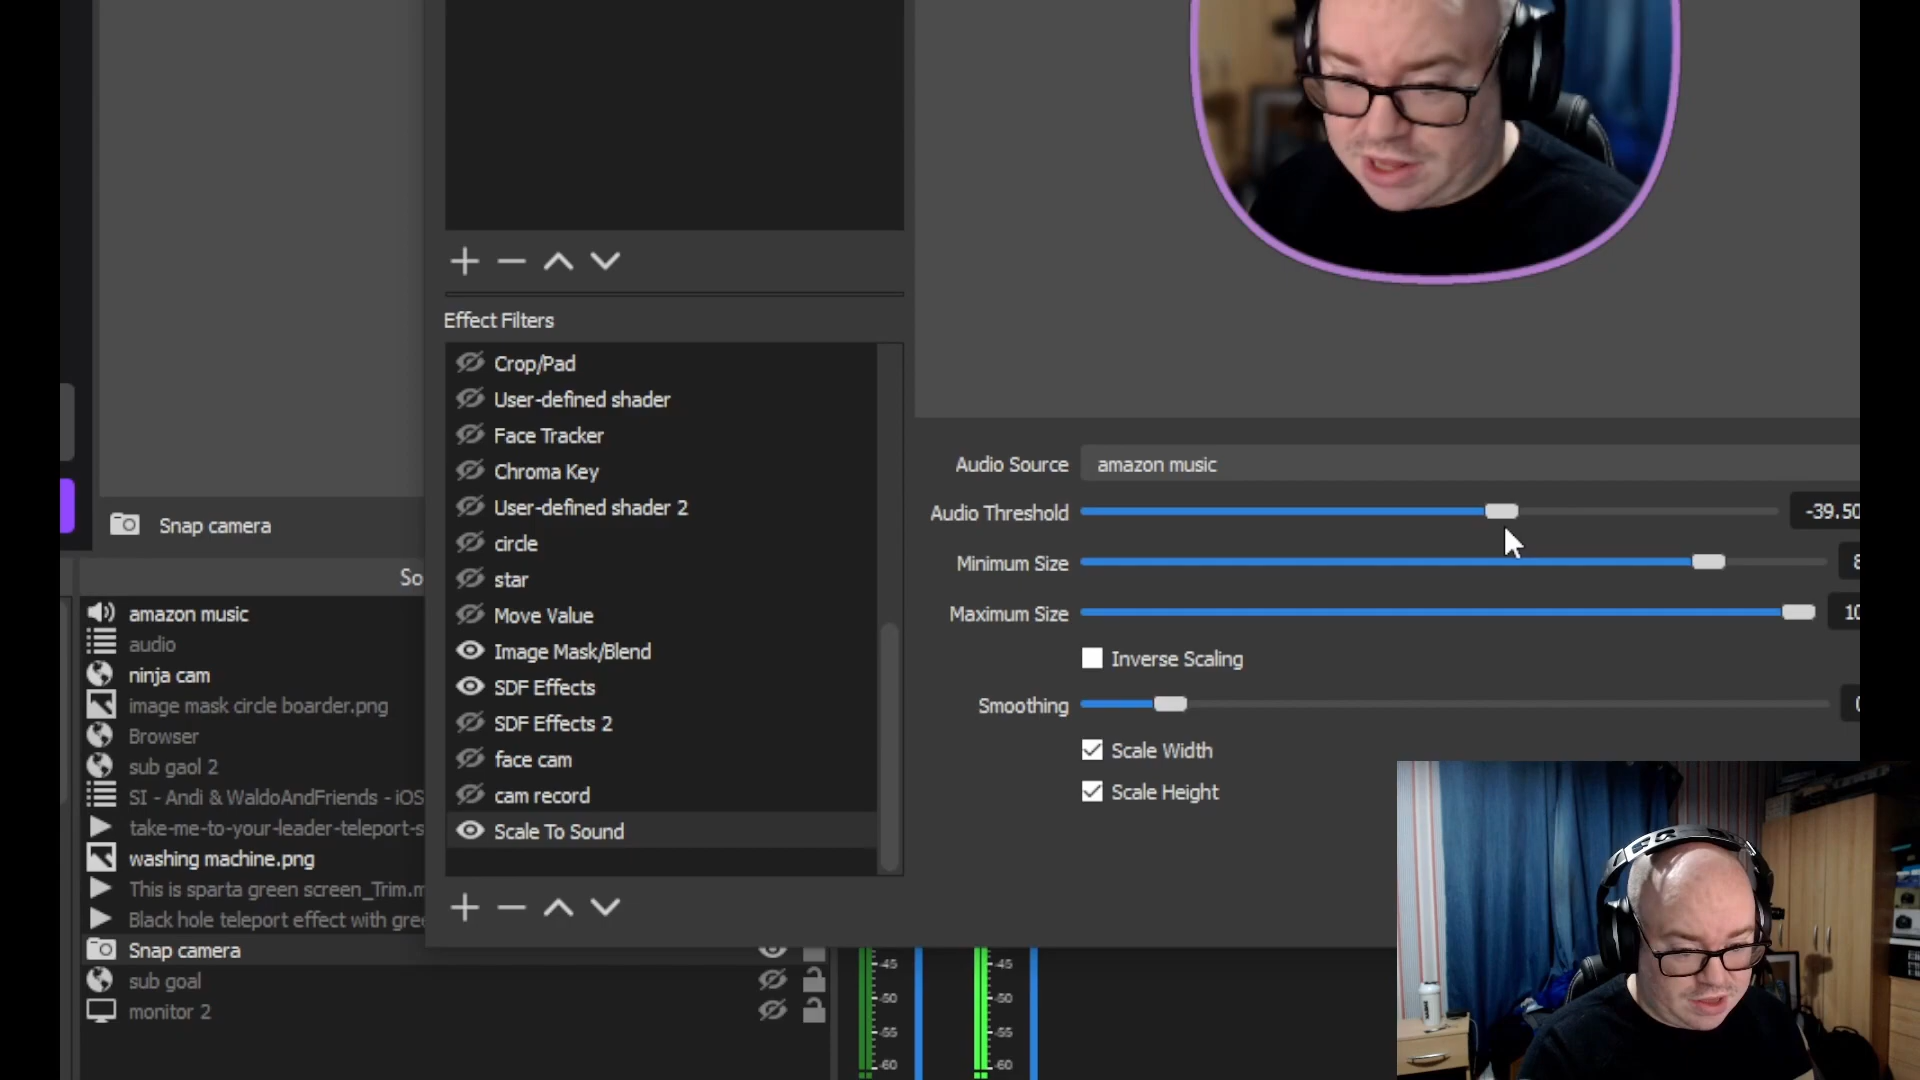 Effect Filters
Crop/Pad
User-defined shader
Face Tracker
Chroma Key
User-defined shader 2
circle
star
Move Value
Image Mask/Blend
SDF Effects
SDF Effects 2
face cam
cam record
Scale To Sound
Audio Source
amazon music
Audio Threshold
-39.50
Minimum Size
8
Maximum Size
10
Inverse Scaling
Smoothing
0
Scale Width
Scale Height
Snap camera
So
amazon music
audio
ninja cam
image mask circle boarder.png
Browser
sub gaol 2
SI - Andi & WaldoAndFriends - iOS
take-me-to-your-leader-teleport-s
washing machine.png
This is sparta green screen_Trim.m
Black hole teleport effect with gree
Snap camera
sub goal
monitor 2
-45
-50
-55
-60
-45
-50
-55
-60